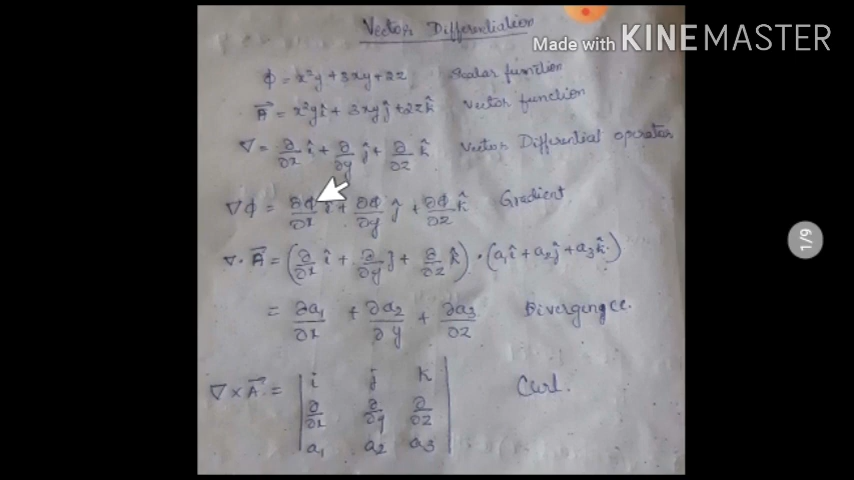 Vector Differentiation
Made with KINEMASTER
ϕ = x²y + 3xy + 2z Scalar function
A⃗ = x²y î + 3xy ĵ + 2z k̂ Vector function
∇ = ∂/∂x î + ∂/∂y ĵ + ∂/∂z k̂ Vector Differential operator
∇ϕ = ∂ϕ/∂x î + ∂ϕ/∂y ĵ + ∂ϕ/∂z k̂ Gradient
1/9
∇ · A⃗ = (∂/∂x î + ∂/∂y ĵ + ∂/∂z k̂) · (a₁î + a₂ĵ + a₃k̂)
= ∂a₁/∂x + ∂a₂/∂y + ∂a₃/∂z Divergengce.
∇ × A⃗ = | i j k | Curl.
| ∂/∂x ∂/∂y ∂/∂z |
| a₁ a₂ a₃ |